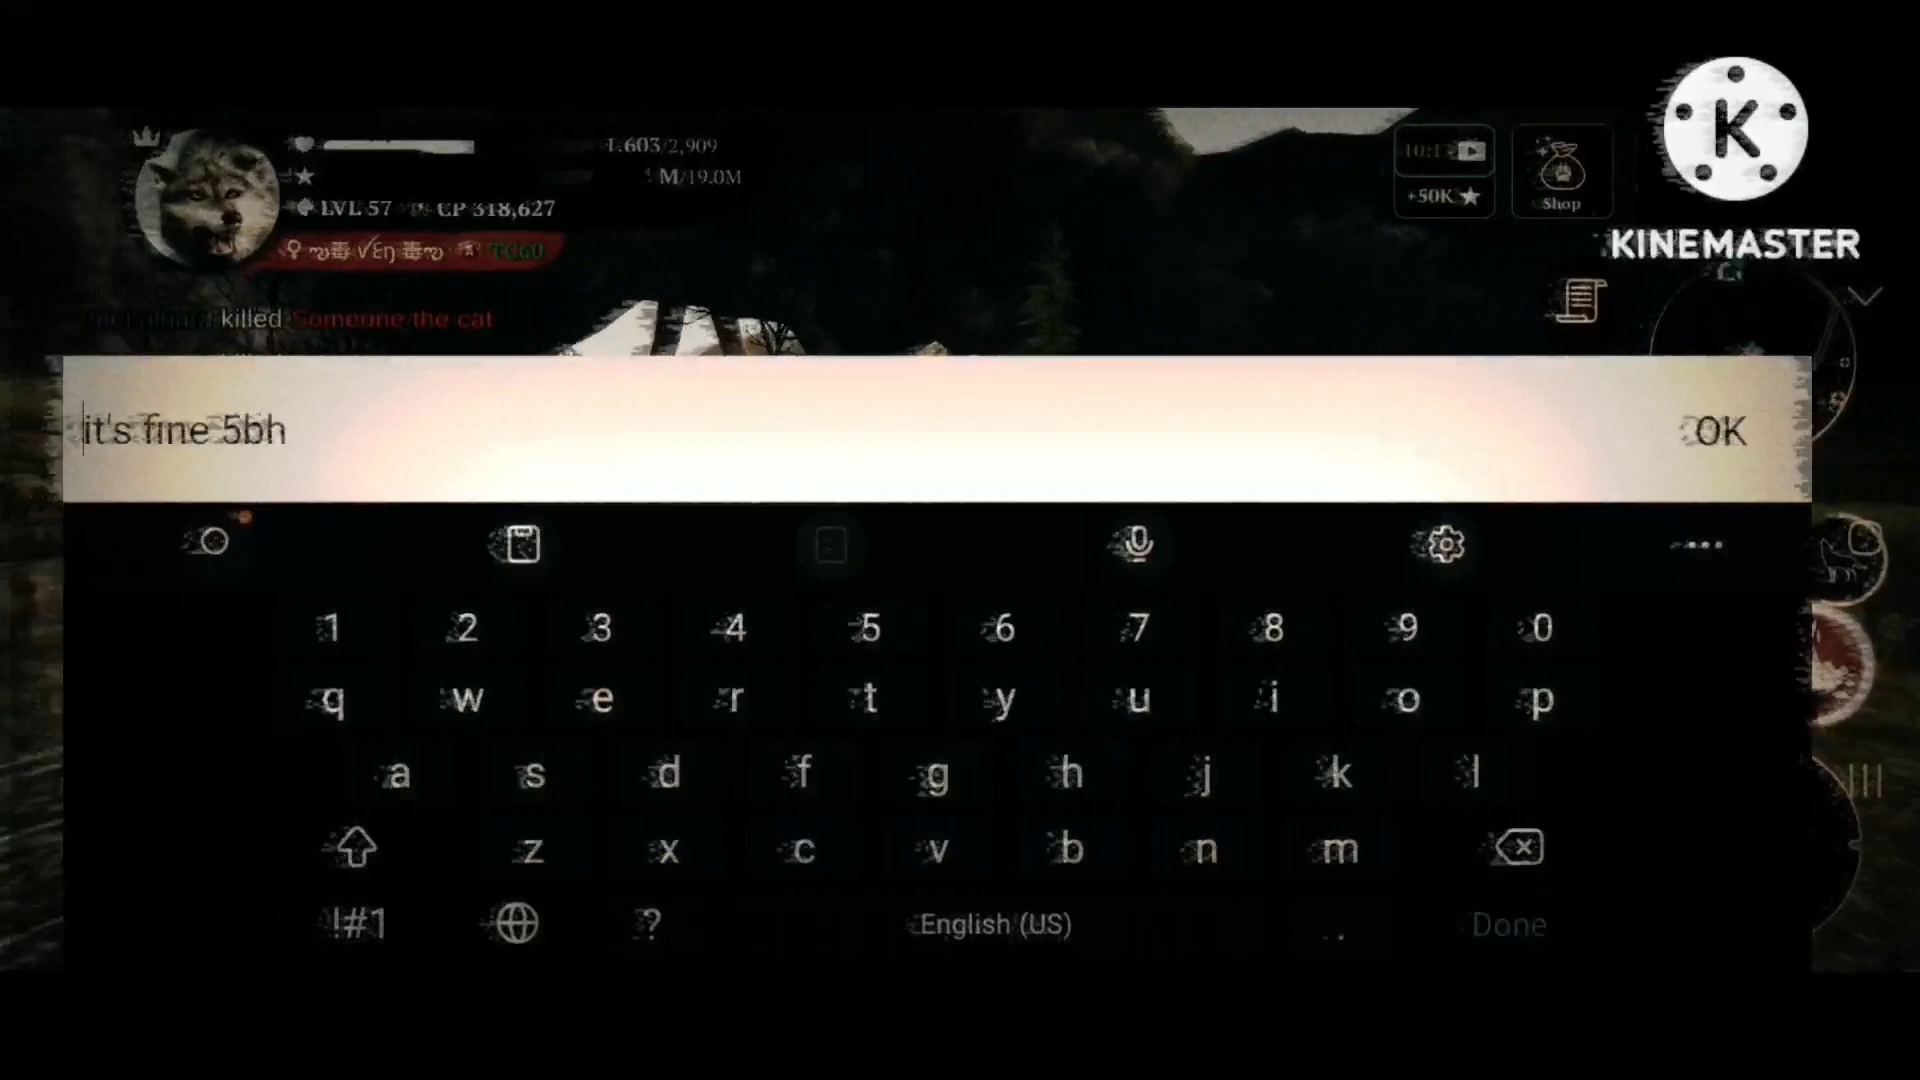 1.603/2,909
M/19.0M
LVL 57 CP 318,627
TG60
killed Someone the cat
+50K
Shop
K
KINEMASTER
it's fine 5bh
OK
1 2 3 4 5 6 7 8 9 0
q w e r t y u i o p
a s d f g h j k l
z x c v b n m
!#1 ? English (US) . Done